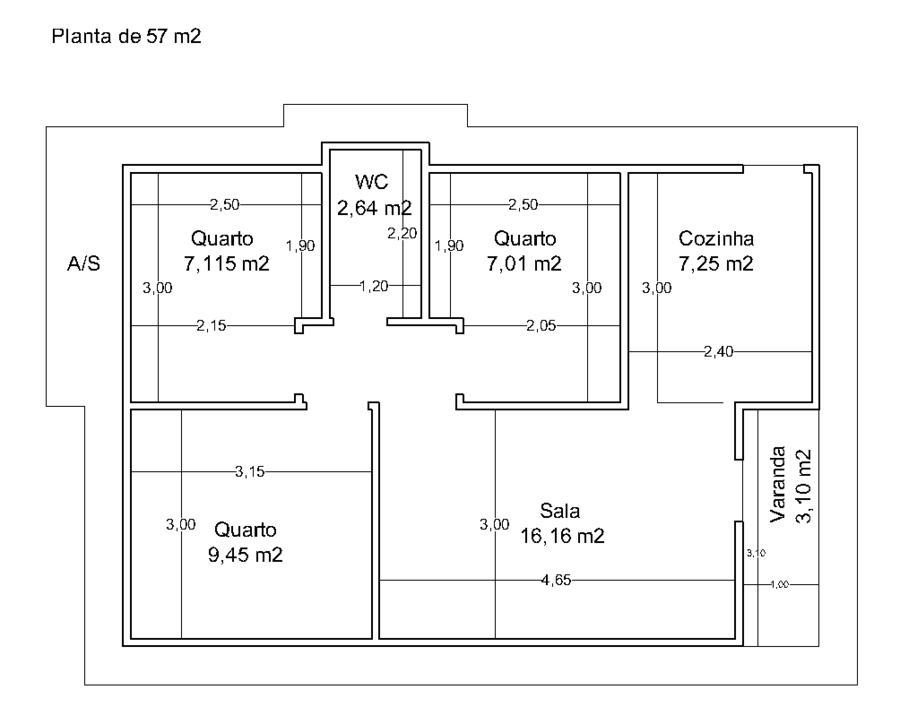 Planta de 57 m2
WC
2,64 m2
2,50
2,50
2,20
Quarto
7,115 m2
1,90
1,90
Quarto
7,01 m2
Cozinha
7,25 m2
A/S
3,00
1,20
3,00
3,00
2,15
2,05
2,40
3,15
Varanda
3,10 m2
Quarto
9,45 m2
3,00
3,00
Sala
16,16 m2
3,10
4,65
1,00